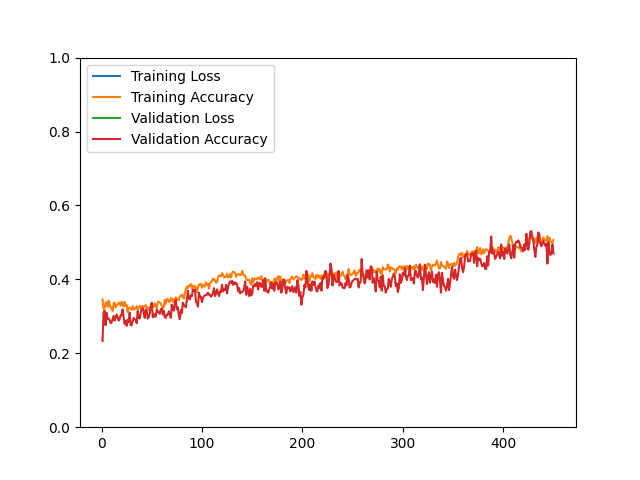 1.0
Training Loss
Training Accuracy
Validation Loss
Validation Accuracy
0.8
0.6
0.4
0.2
0.0
0 100 200 300 400